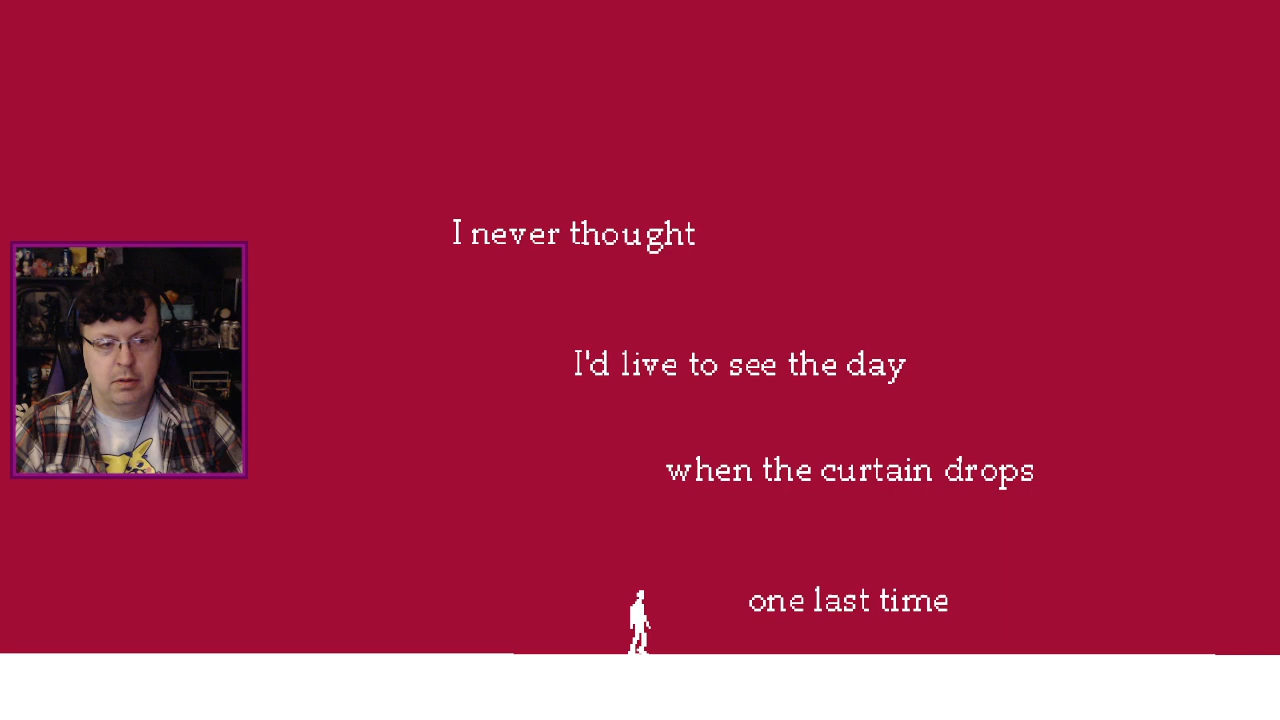 I never thought
I'd live to see the day
when the curtain drops
one last time